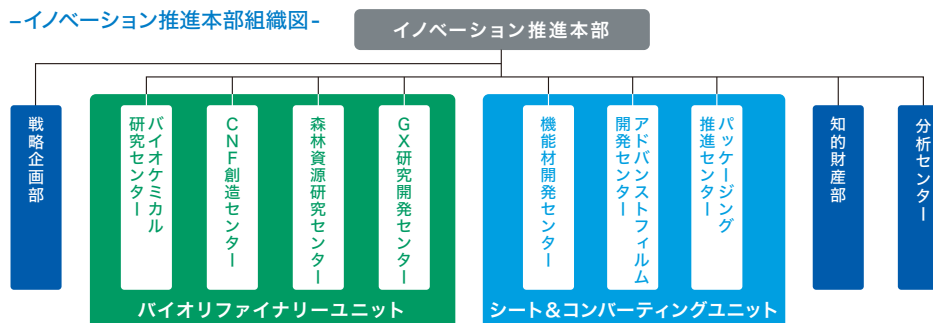 –イノベーション推進本部組織図-
イノベーション推進本部
戦略企画部
バイオケミカル
研究センター
CNF創造センター
森林資源研究センター
GX研究開発センター
機能材開発センター
アドバンストフィルム
開発センター
パッケージング
推進センター
知的財産部
分析センター
バイオリファイナリーユニット
シート&コンバーティングユニット